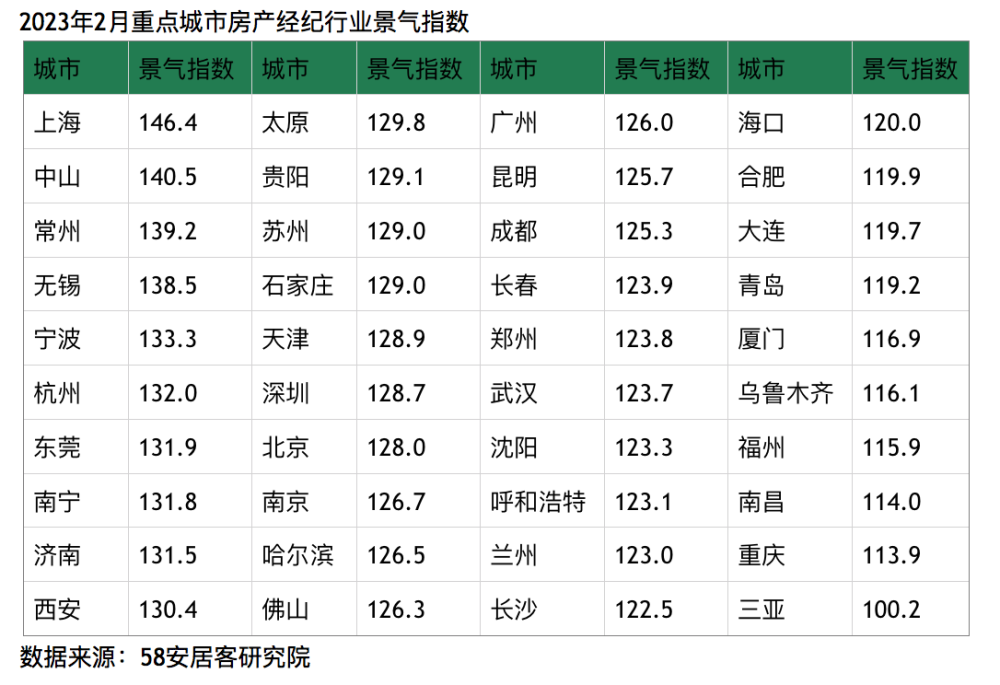 2023年2月重点城市房产经纪行业景气指数
城市 景气指数 城市 景气指数 城市 景气指数 城市 景气指数
上海 146.4 太原 129.8 广州 126.0 海口 120.0
中山 140.5 贵阳 129.1 昆明 125.7 合肥 119.9
常州 139.2 苏州 129.0 成都 125.3 大连 119.7
无锡 138.5 石家庄 129.0 长春 123.9 青岛 119.2
宁波 133.3 天津 128.9 郑州 123.8 厦门 116.9
杭州 132.0 深圳 128.7 武汉 123.7 乌鲁木齐 116.1
东莞 131.9 北京 128.0 沈阳 123.3 福州 115.9
南宁 131.8 南京 126.7 呼和浩特 123.1 南昌 114.0
济南 131.5 哈尔滨 126.5 兰州 123.0 重庆 113.9
西安 130.4 佛山 126.3 长沙 122.5 三亚 100.2
数据来源：58安居客研究院